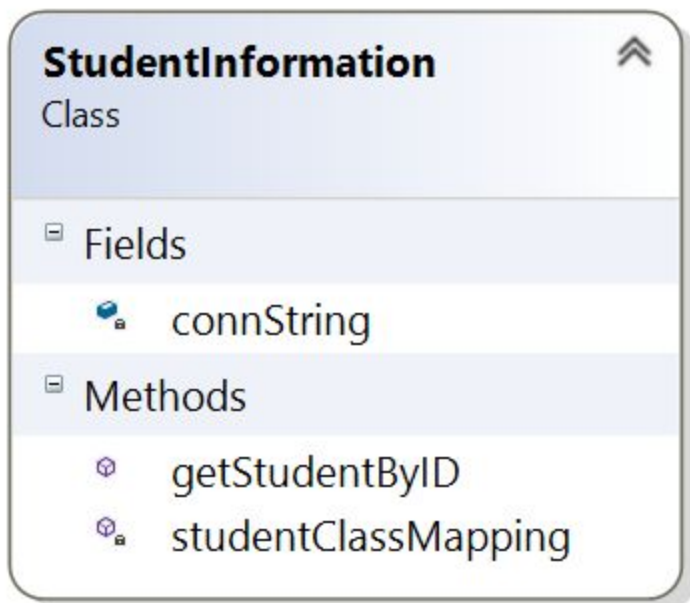 StudentInformation
Class
Fields
connString
Methods
getStudentByID
studentClassMapping